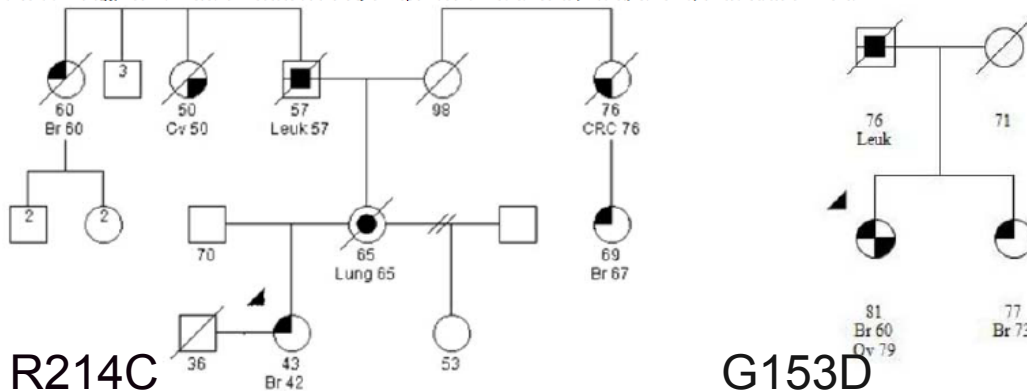 3
60
Br 60
50
Ov 50
57
Leuk 57
98
76
CRC 76
2
2
70
65
Lung 65
69
Br 67
36
43
Br 42
53
R214C
76
Leuk
71
81
Br 60
Ov 79
77
Br 73
G153D